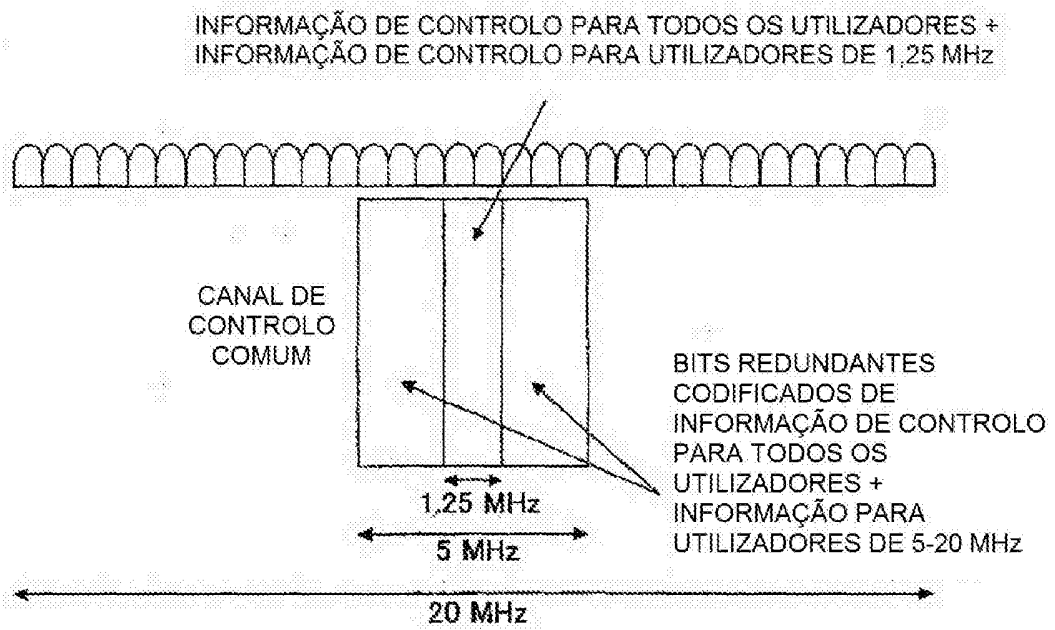 INFORMAÇÃO DE CONTROLO PARA TODOS OS UTILIZADORES +
INFORMAÇÃO DE CONTROLO PARA UTILIZADORES DE 1,25 MHz
CANAL DE
CONTROLO
COMUM
BITS REDUNDANTES
CODIFICADOS DE
INFORMAÇÃO DE CONTROLO
PARA TODOS OS
UTILIZADORES +
INFORMAÇÃO PARA
UTILIZADORES DE 5-20 MHz
1,25 MHz
5 MHz
20 MHz